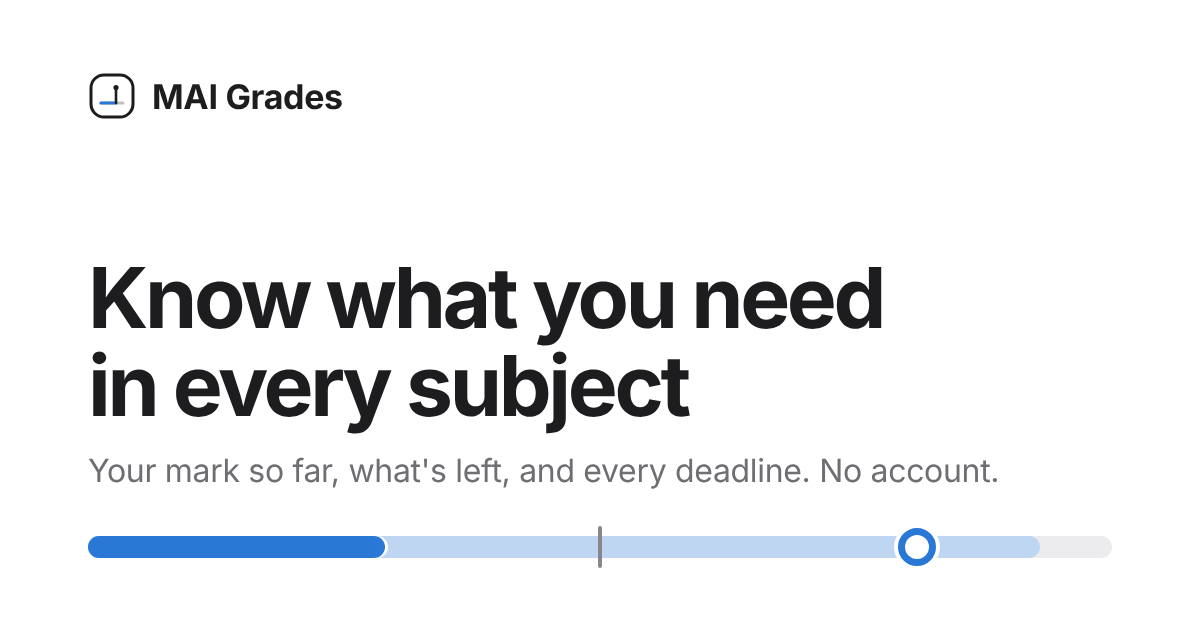 MAI Grades
Know what you need
in every subject
Your mark so far, what's left, and every deadline. No account.